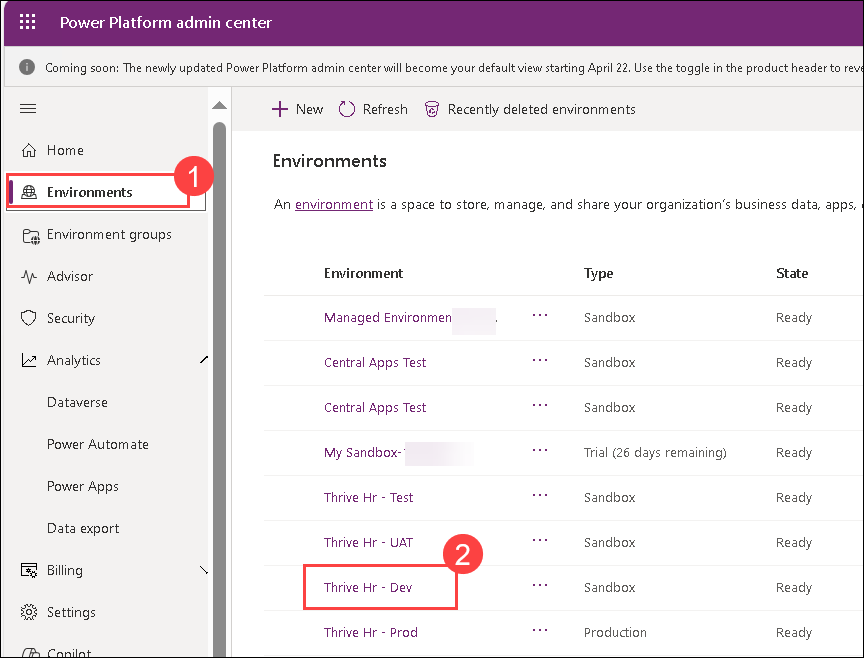 Power Platform admin center
Coming soon: The newly updated Power Platform admin center will become your default view starting April 22. Use the toggle in the product header to
New Refresh Recently deleted environments
Home
1
Environments
Environment groups
Advisor
Security
Analytics
Dataverse
Power Automate
Power Apps
Data export
Billing
Settings
Copilot
Environments
An environment is a space to store, manage, and share your organization's business data, apps,
Environment Type State
Managed Environmen ... Sandbox Ready
Central Apps Test ... Sandbox Ready
Central Apps Test ... Sandbox Ready
My Sandbox- ... Trial (26 days remaining) Ready
Thrive Hr - Test ... Sandbox Ready
Thrive Hr - UAT ... Sandbox Ready
2
Thrive Hr - Dev ... Sandbox Ready
Thrive Hr - Prod ... Production Ready